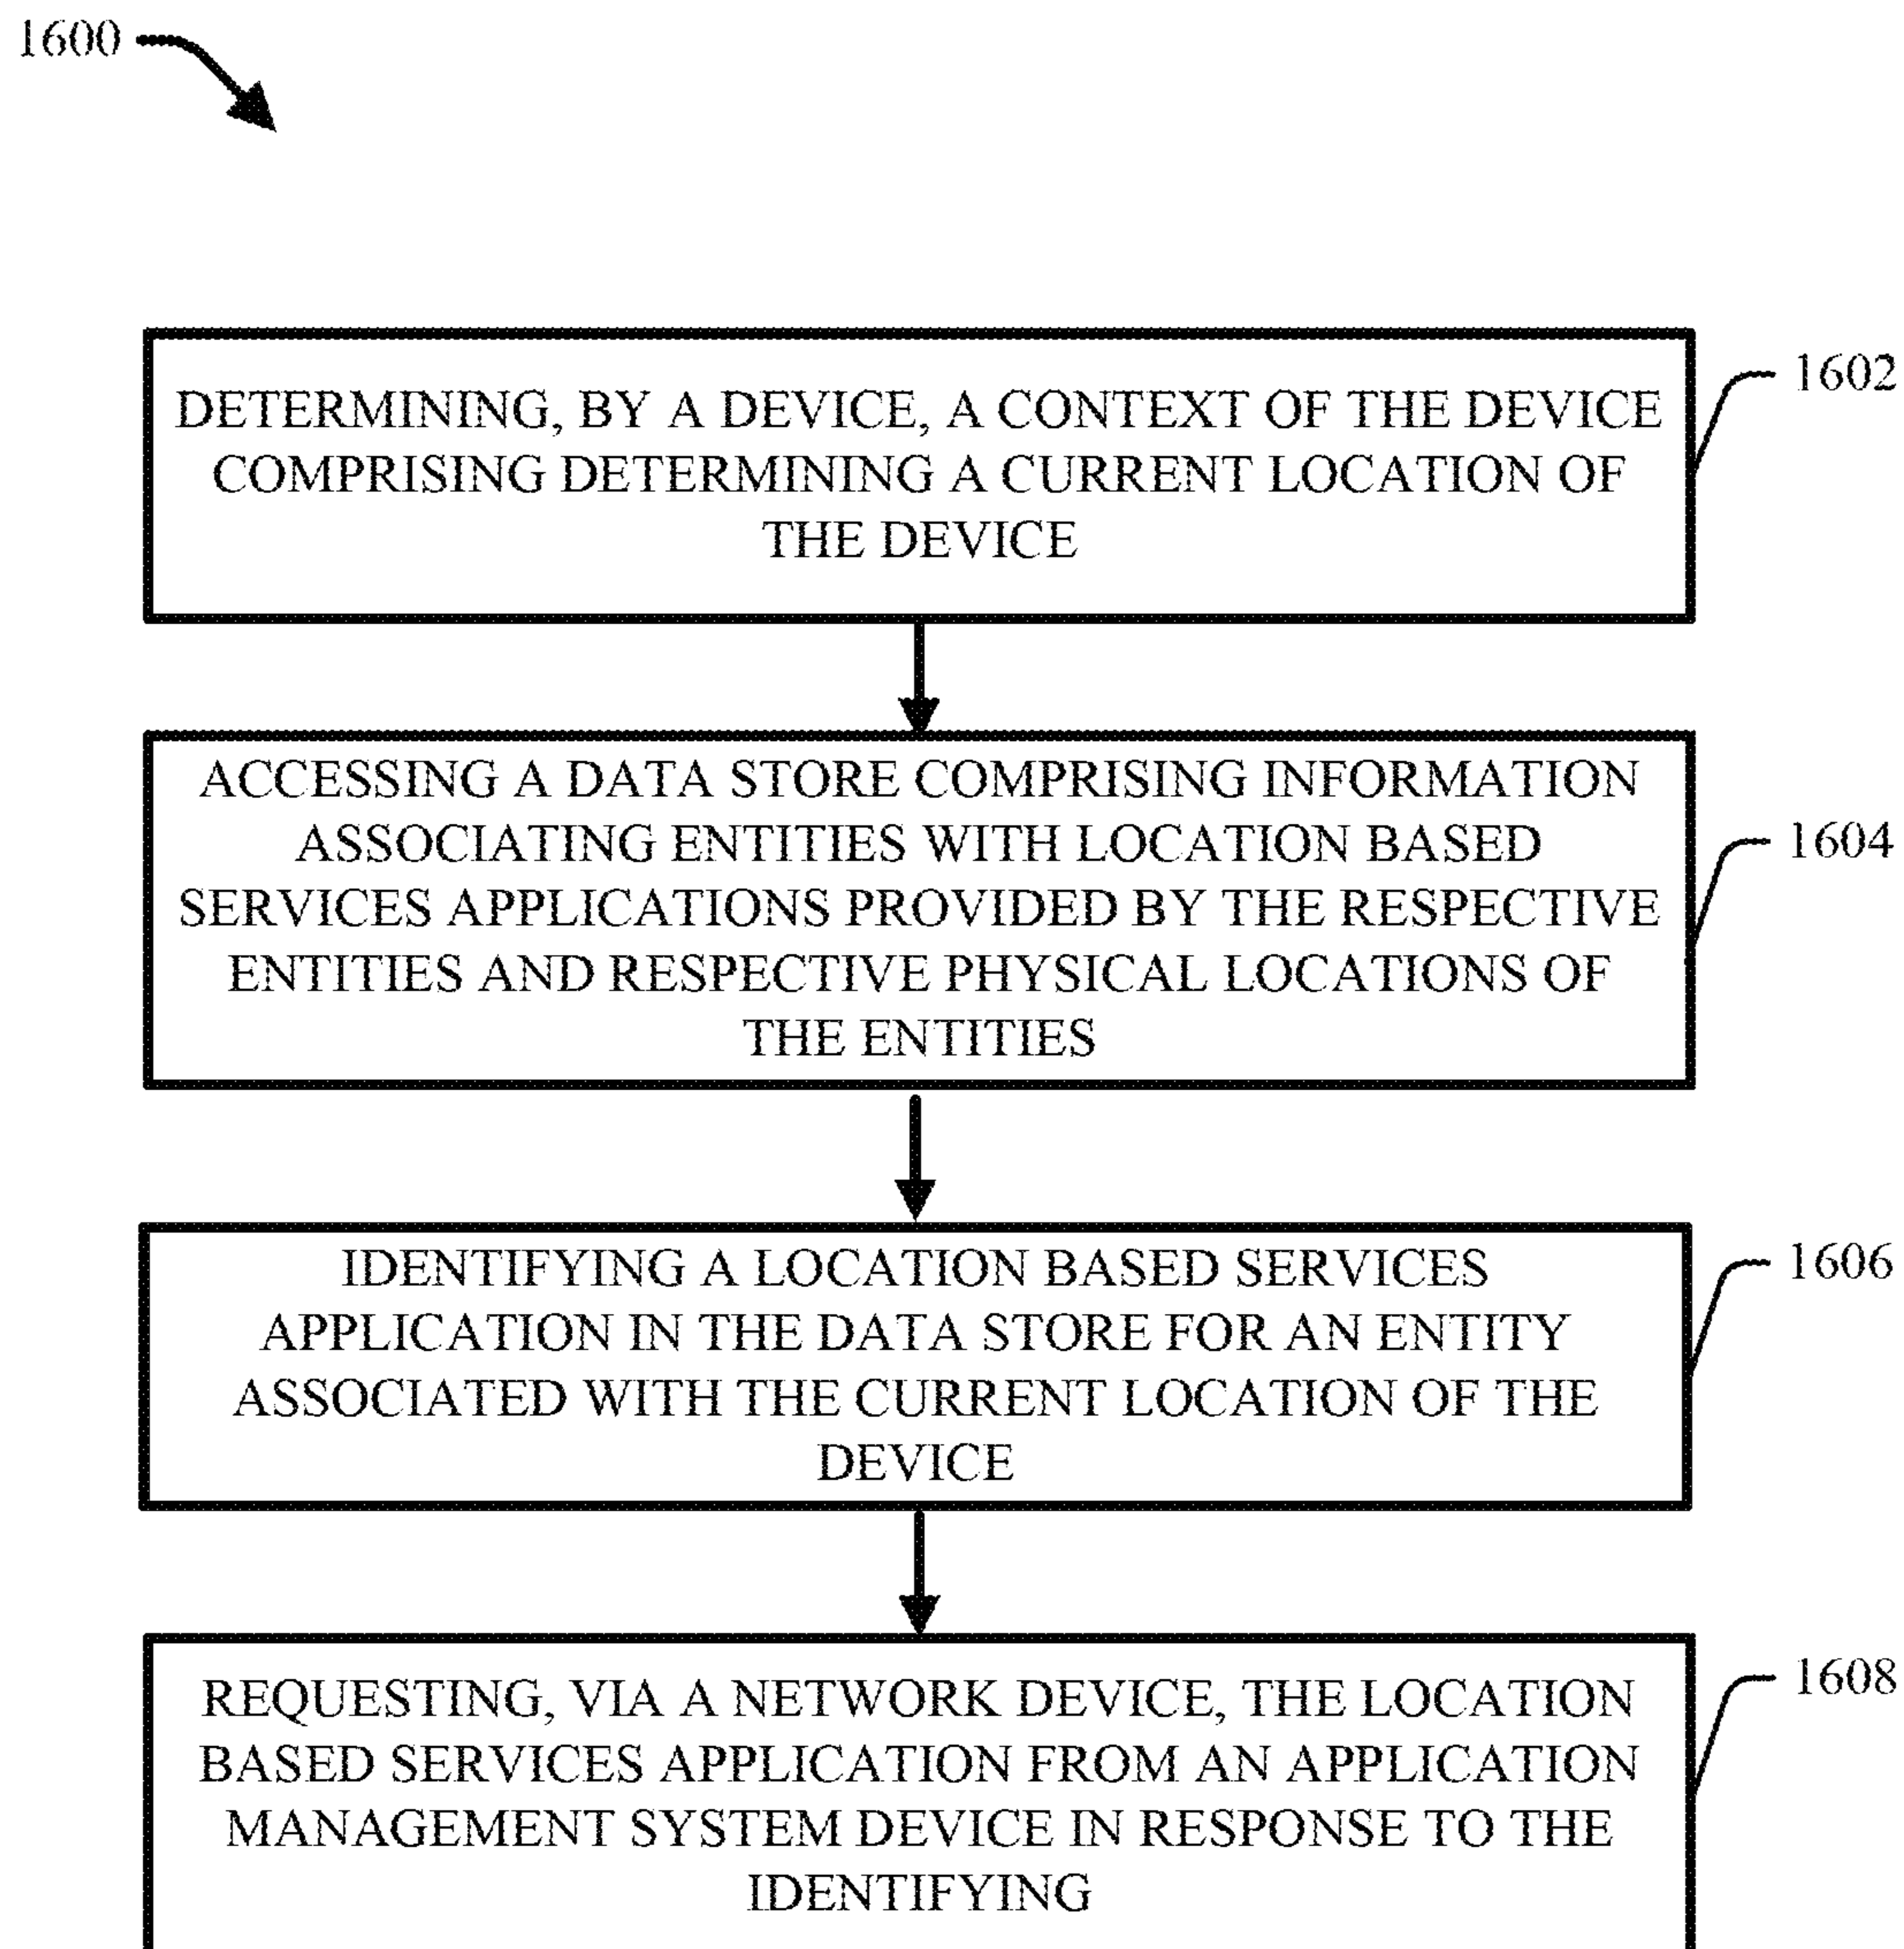 1600
DETERMINING, BY A DEVICE, A CONTEXT OF THE DEVICE
COMPRISING DETERMINING A CURRENT LOCATION OF
THE DEVICE
1602
ACCESSING A DATA STORE COMPRISING INFORMATION
ASSOCIATING ENTITIES WITH LOCATION BASED
SERVICES APPLICATIONS PROVIDED BY THE RESPECTIVE
ENTITIES AND RESPECTIVE PHYSICAL LOCATIONS OF
THE ENTITIES
1604
IDENTIFYING A LOCATION BASED SERVICES
APPLICATION IN THE DATA STORE FOR AN ENTITY
ASSOCIATED WITH THE CURRENT LOCATION OF THE
DEVICE
1606
REQUESTING, VIA A NETWORK DEVICE, THE LOCATION
BASED SERVICES APPLICATION FROM AN APPLICATION
MANAGEMENT SYSTEM DEVICE IN RESPONSE TO THE
IDENTIFYING
1608